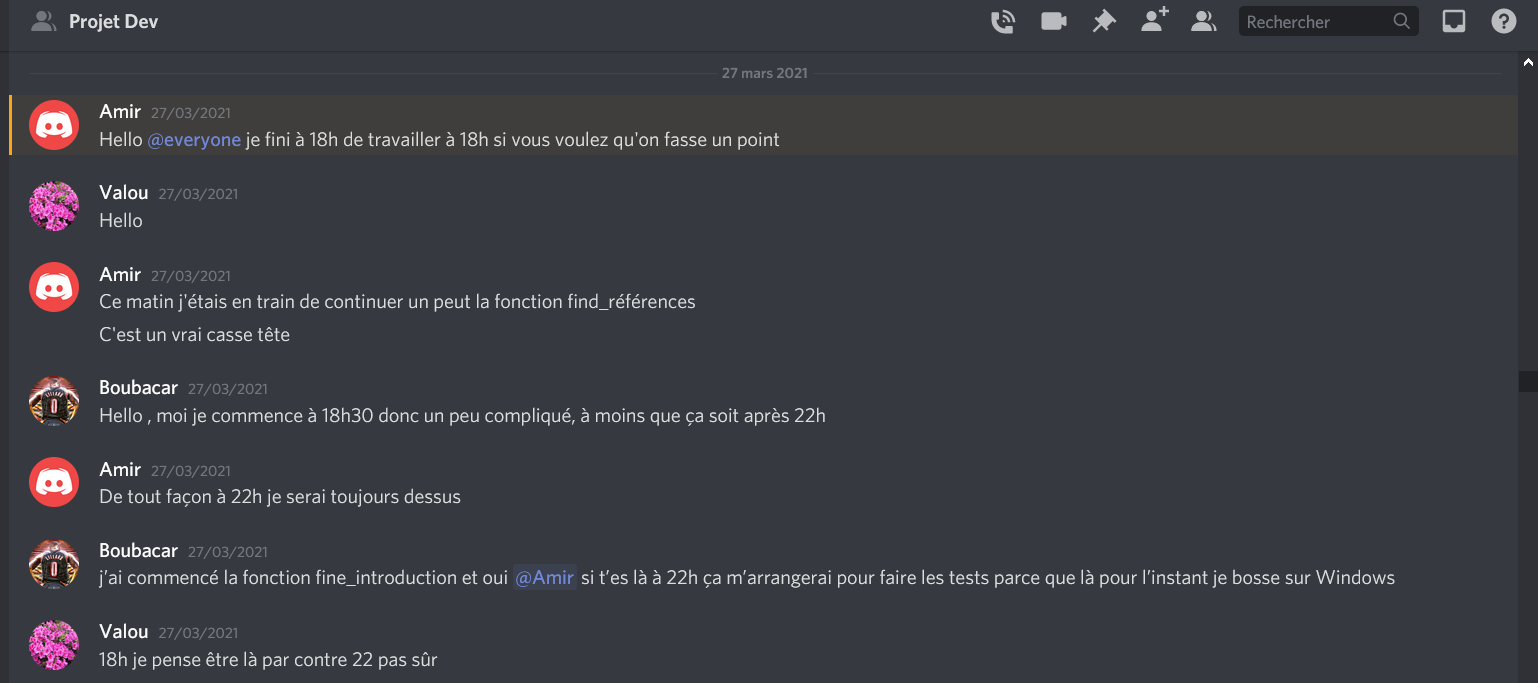 Projet Dev
Rechercher
27 mars 2021
Amir 27/03/2021
Hello @everyone je fini à 18h de travailler à 18h si vous voulez qu'on fasse un point
Valou 27/03/2021
Hello
Amir 27/03/2021
Ce matin j'étais en train de continuer un peut la fonction find_références
C'est un vrai casse tête
Boubacar 27/03/2021
Hello , moi je commence à 18h30 donc un peu compliqué, à moins que ça soit après 22h
Amir 27/03/2021
De tout façon à 22h je serai toujours dessus
Boubacar 27/03/2021
j’ai commencé la fonction fine_introduction et oui @Amir si t’es là à 22h ça m’arrangerai pour faire les tests parce que là pour l’instant je bosse sur Windows
Valou 27/03/2021
18h je pense être là par contre 22 pas sûr